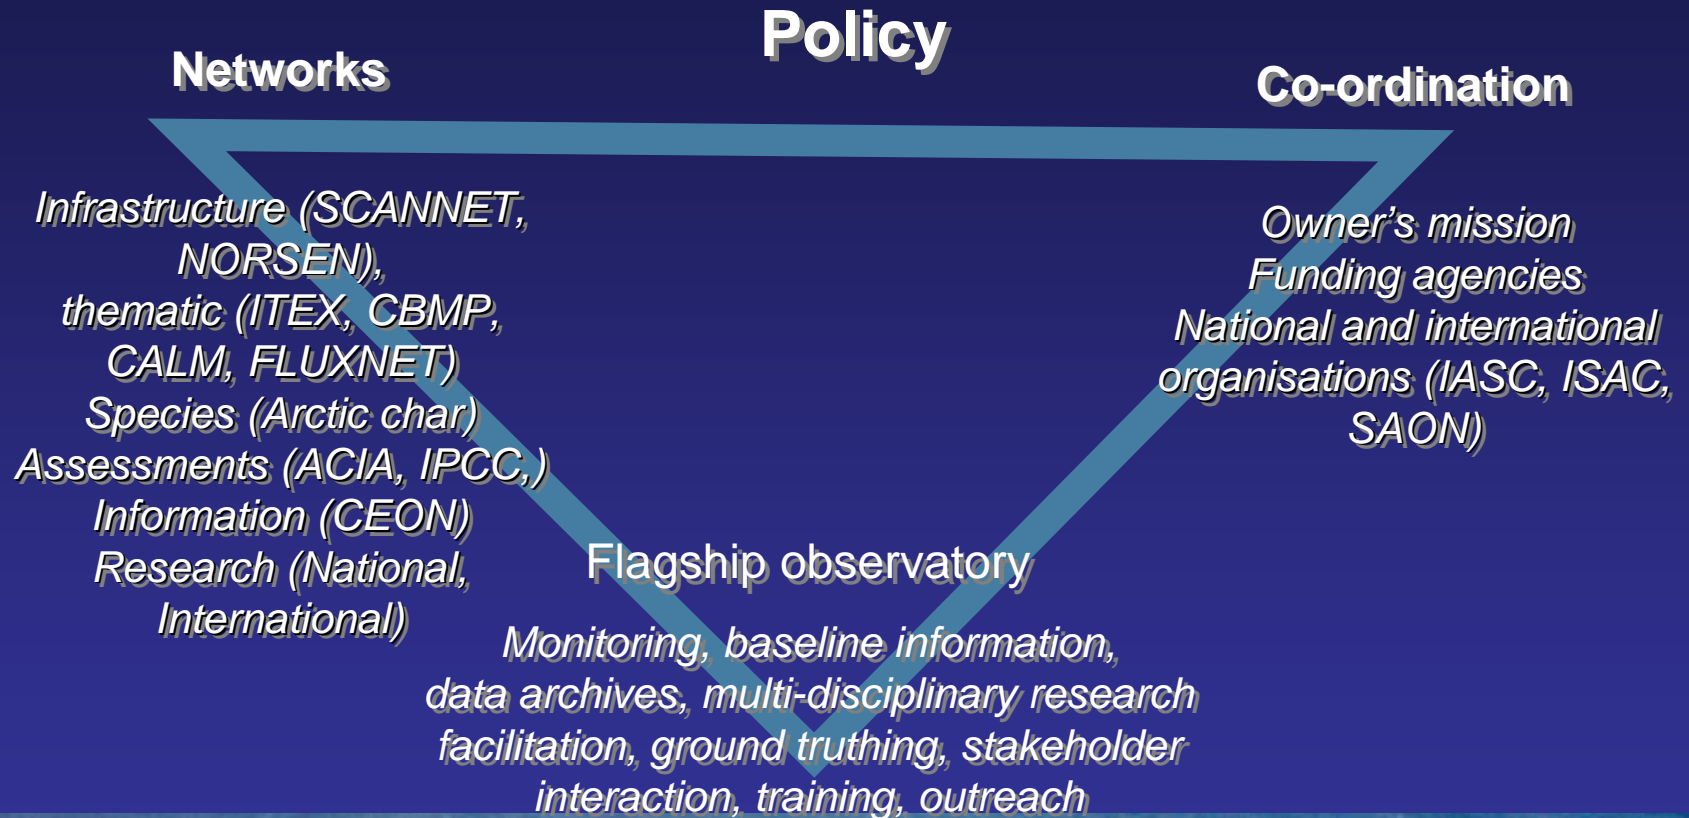 Policy
Networks
Co-ordination
Infrastructure (SCANNET,
NORSEN),
thematic (ITEX, CBMP,
CALM, FLUXNET)
Species (Arctic char)
Assessments (ACIA, IPCC,)
Information (CEON)
Research (National,
International)
Owner’s mission
Funding agencies
National and international
organisations (IASC, ISAC,
SAON)
Flagship observatory
Monitoring, baseline information,
data archives, multi-disciplinary research
facilitation, ground truthing, stakeholder
interaction, training, outreach